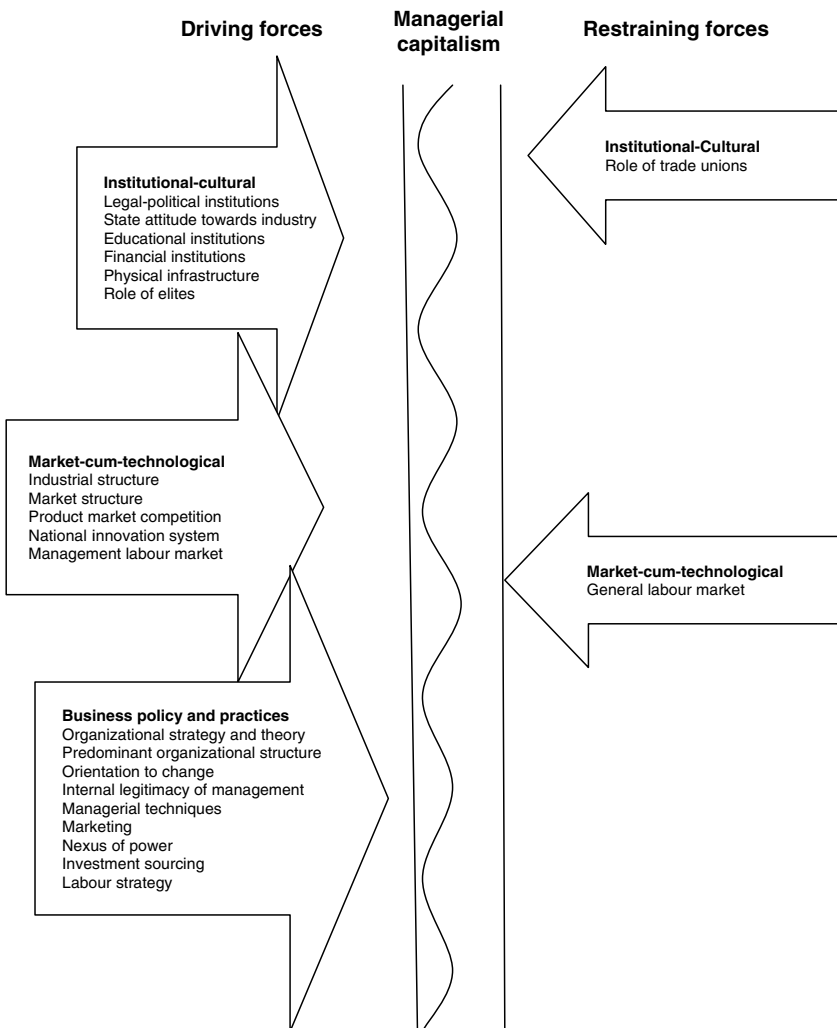 Driving forces
Managerial
capitalism
Restraining forces
Institutional-cultural
Legal-political institutions
State attitude towards industry
Educational institutions
Financial institutions
Physical infrastructure
Role of elites
Institutional-Cultural
Role of trade unions
Market-cum-technological
Industrial structure
Market structure
Product market competition
National innovation system
Management labour market
Market-cum-technological
General labour market
Business policy and practices
Organizational strategy and theory
Predominant organizational structure
Orientation to change
Internal legitimacy of management
Managerial techniques
Marketing
Nexus of power
Investment sourcing
Labour strategy